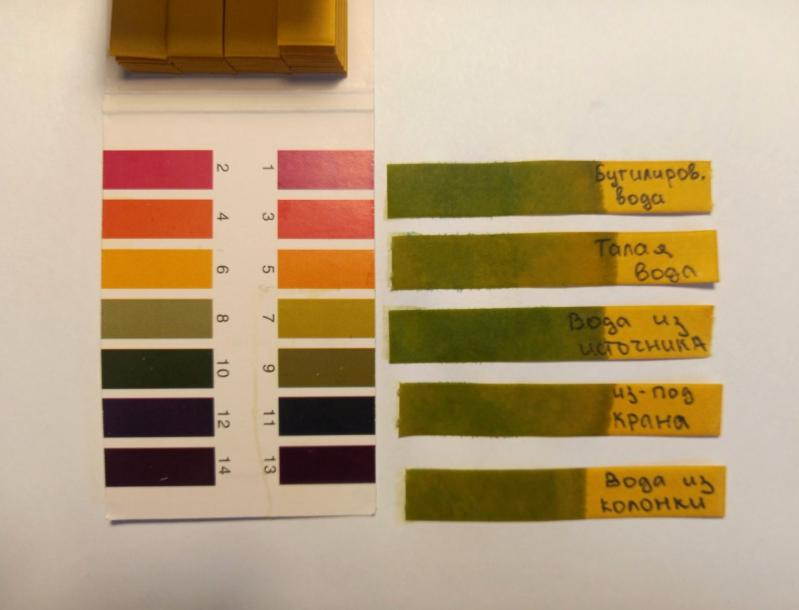 2 1
4 3
6 5
8 7
10 9
12 11
14 13
Бутилиров.
вода
Талая
вода
Вода из
источника
из-под
крана
Вода из
колонки